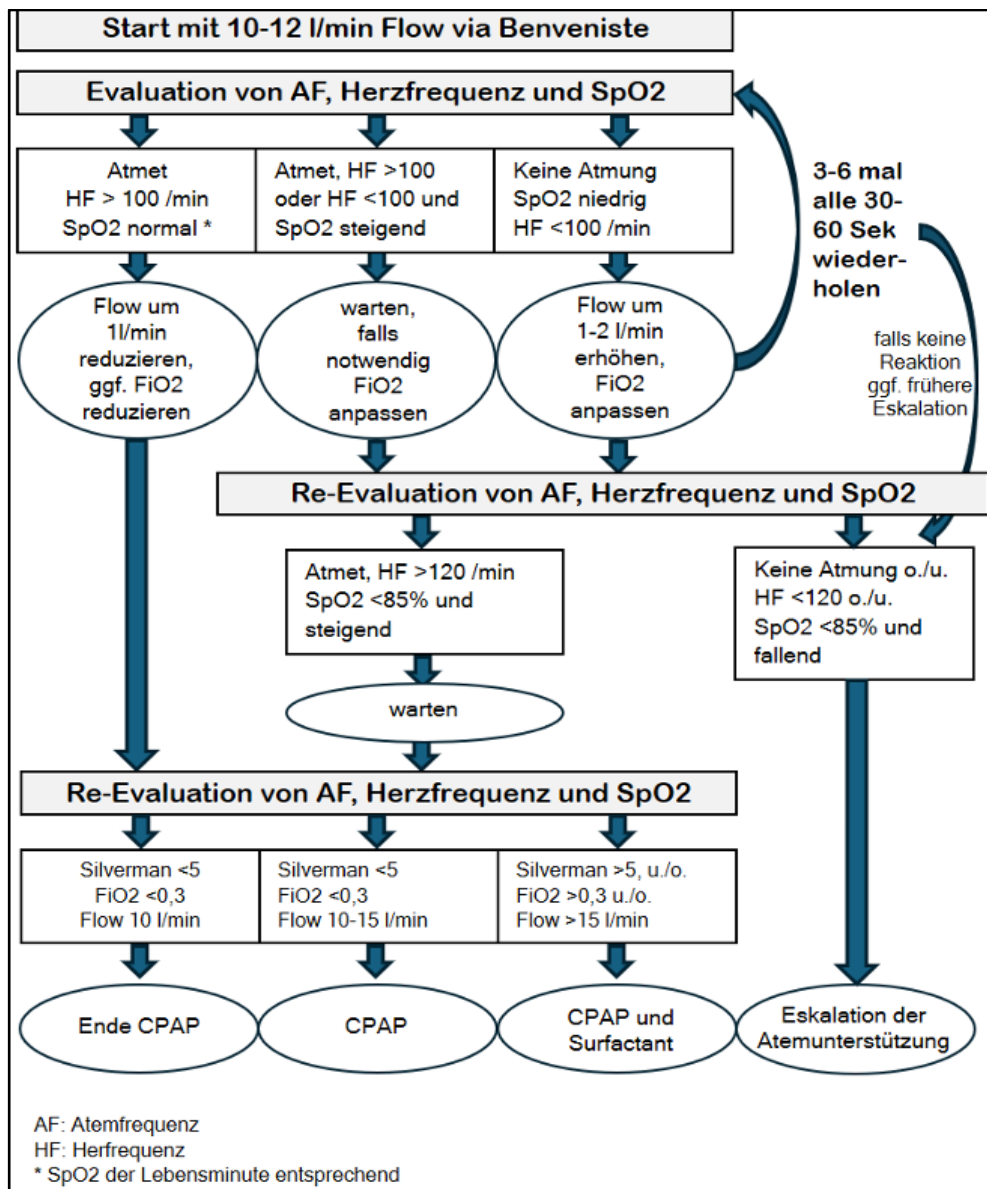 Start mit 10-12 l/min Flow via Benveniste
Evaluation von AF, Herzfrequenz und SpO2
Atmet
HF > 100 /min
SpO2 normal *
Atmet, HF >100
oder HF <100 und
SpO2 steigend
Keine Atmung
SpO2 niedrig
HF <100 /min
3-6 mal
alle 30-
60 Sek
wieder-
holen
Flow um
1l/min
reduzieren,
ggf. FiO2
reduzieren
warten,
falls
notwendig
FiO2
anpassen
Flow um
1-2 l/min
erhöhen,
FiO2
anpassen
falls keine
Reaktion
ggf. frühere
Eskalation
Re-Evaluation von AF, Herzfrequenz und SpO2
Atmet, HF >120 /min
SpO2 <85% und
steigend
Keine Atmung o./u.
HF <120 o./u.
SpO2 <85% und
fallend
warten
Re-Evaluation von AF, Herzfrequenz und SpO2
Silverman <5
FiO2 <0,3
Flow 10 l/min
Silverman <5
FiO2 <0,3
Flow 10-15 l/min
Silverman >5, u./o.
FiO2 >0,3 u./o.
Flow >15 l/min
Ende CPAP
CPAP
CPAP und
Surfactant
Eskalation der
Atemunterstützung
AF: Atemfrequenz
HF: Herfrequenz
* SpO2 der Lebensminute entsprechend